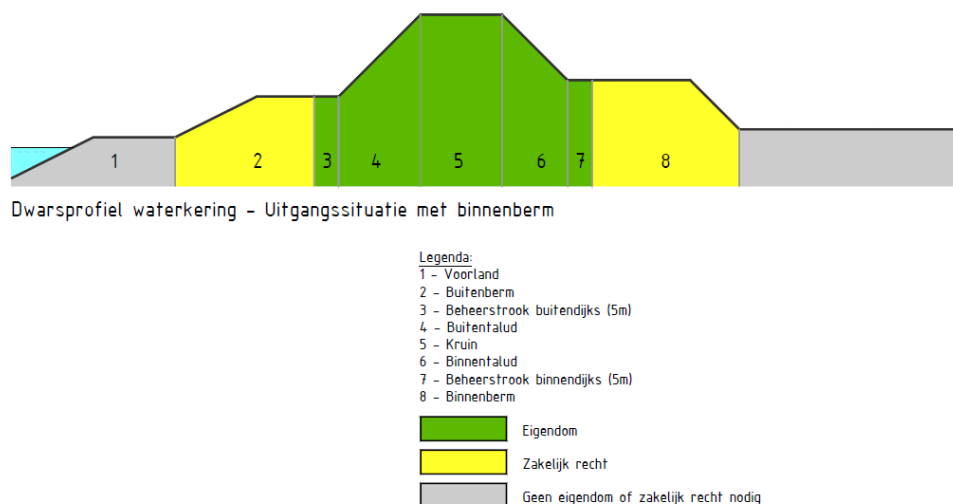 1 2 3 4 5 6 7 8
Dwarsprofiel waterkering - Uitgangssituatie met binnenberm
Legenda:
1 - Voorland
2 - Buitenberm
3 - Beheerstrook buitendijks (5m)
4 - Buitentalud
5 - Kruin
6 - Binnentalud
7 - Beheerstrook binnendijks (5m)
8 - Binnenberm
Eigendom
Zakelijk recht
Geen eigendom of zakelijk recht nodig